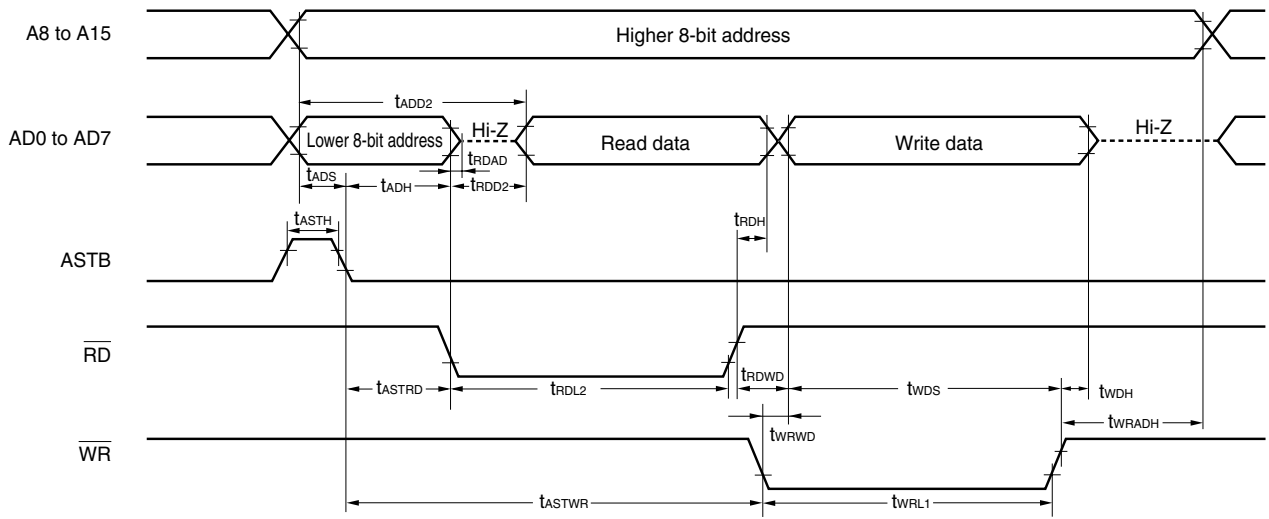 A8 to A15
Higher 8-bit address
tADD2
AD0 to AD7
Lower 8-bit address
Hi-Z
Read data
Write data
Hi-Z
tRDAD
tADS
tADH
tRDD2
tASTH
tRDH
ASTB
RD
tASTRD
tRDL2
tRDWD
tWDS
tWDH
tWRWD
tWRADH
WR
tASTWR
tWRL1